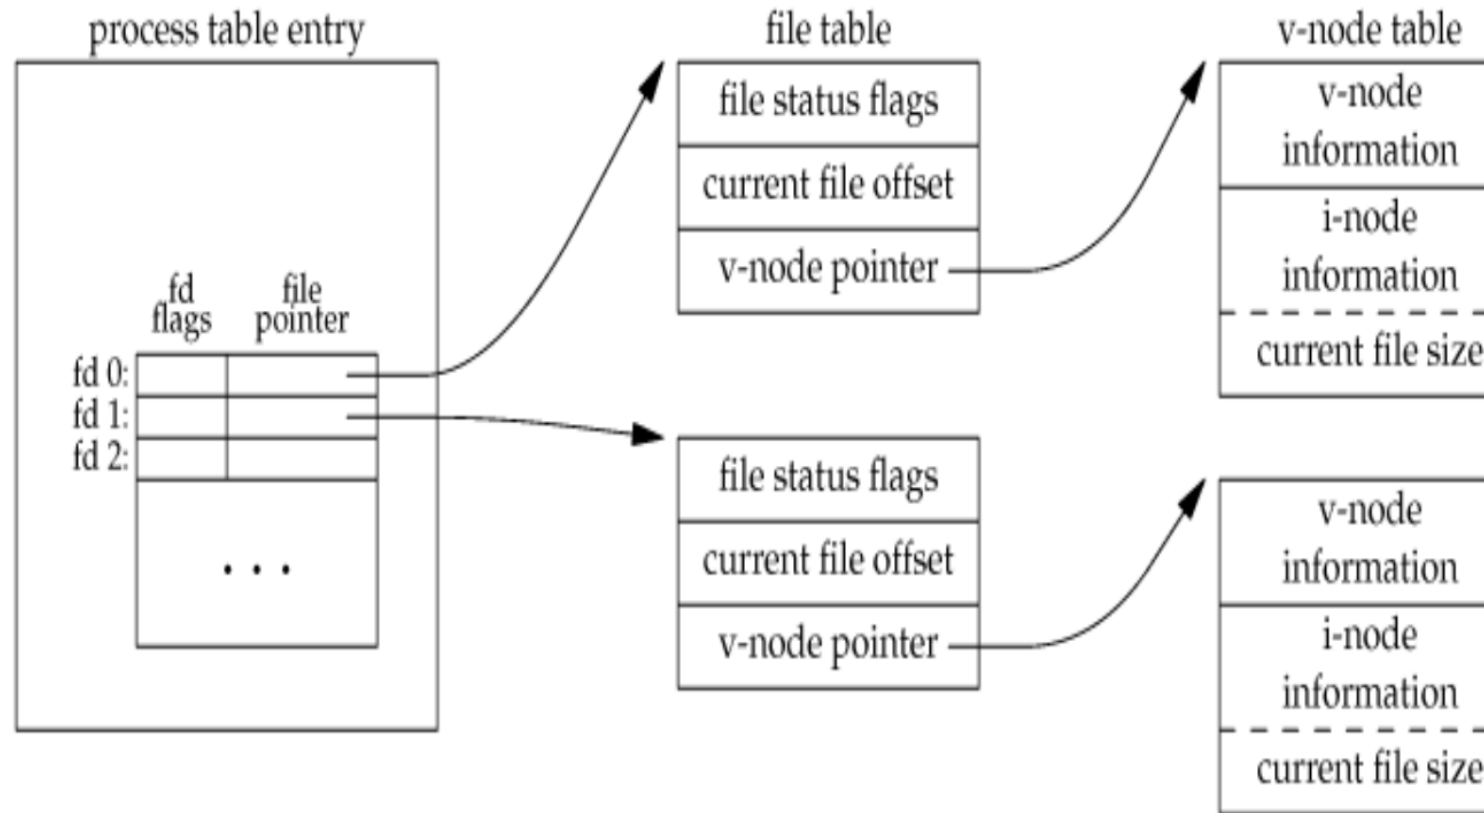 process table entry
file table
v-node table
fd
flags
file
pointer
fd 0:
fd 1:
fd 2:
. . .
file status flags
current file offset
v-node pointer
file status flags
current file offset
v-node pointer
v-node
information
i-node
information
current file size
v-node
information
i-node
information
current file size